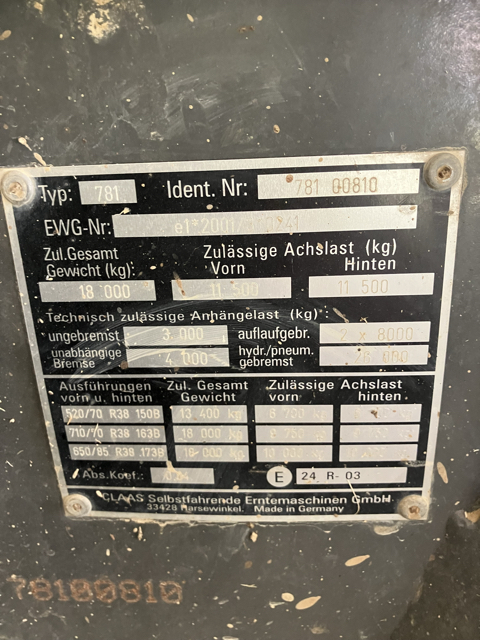 Typ: 781 Ident. Nr: 781 00810
EWG-Nr:
Zul.Gesamt Gewicht (kg): Zulässige Achslast (kg)
Vorn Hinten
18 000 11 500 11 500
Technisch zulässige Anhängelast (kg):
ungebremst 3 000 auflaufgebr. 2 x 8000
unabhängige Bremse 4 000 hydr./pneum. gebremst
Ausführungen Zul. Gesamt Zulässige Achslast
vorn u. hinten Gewicht vorn hinten
520/70 R38 150B 13 400 kg
710/70 R38 163B 18 000 kg
650/85 R38 173B 18 000 kg
Abs.Koef.: E 24 R- 03
CLAAS Selbstfahrende Erntemaschinen GmbH
33428 Harsewinkel. Made in Germany
78100810